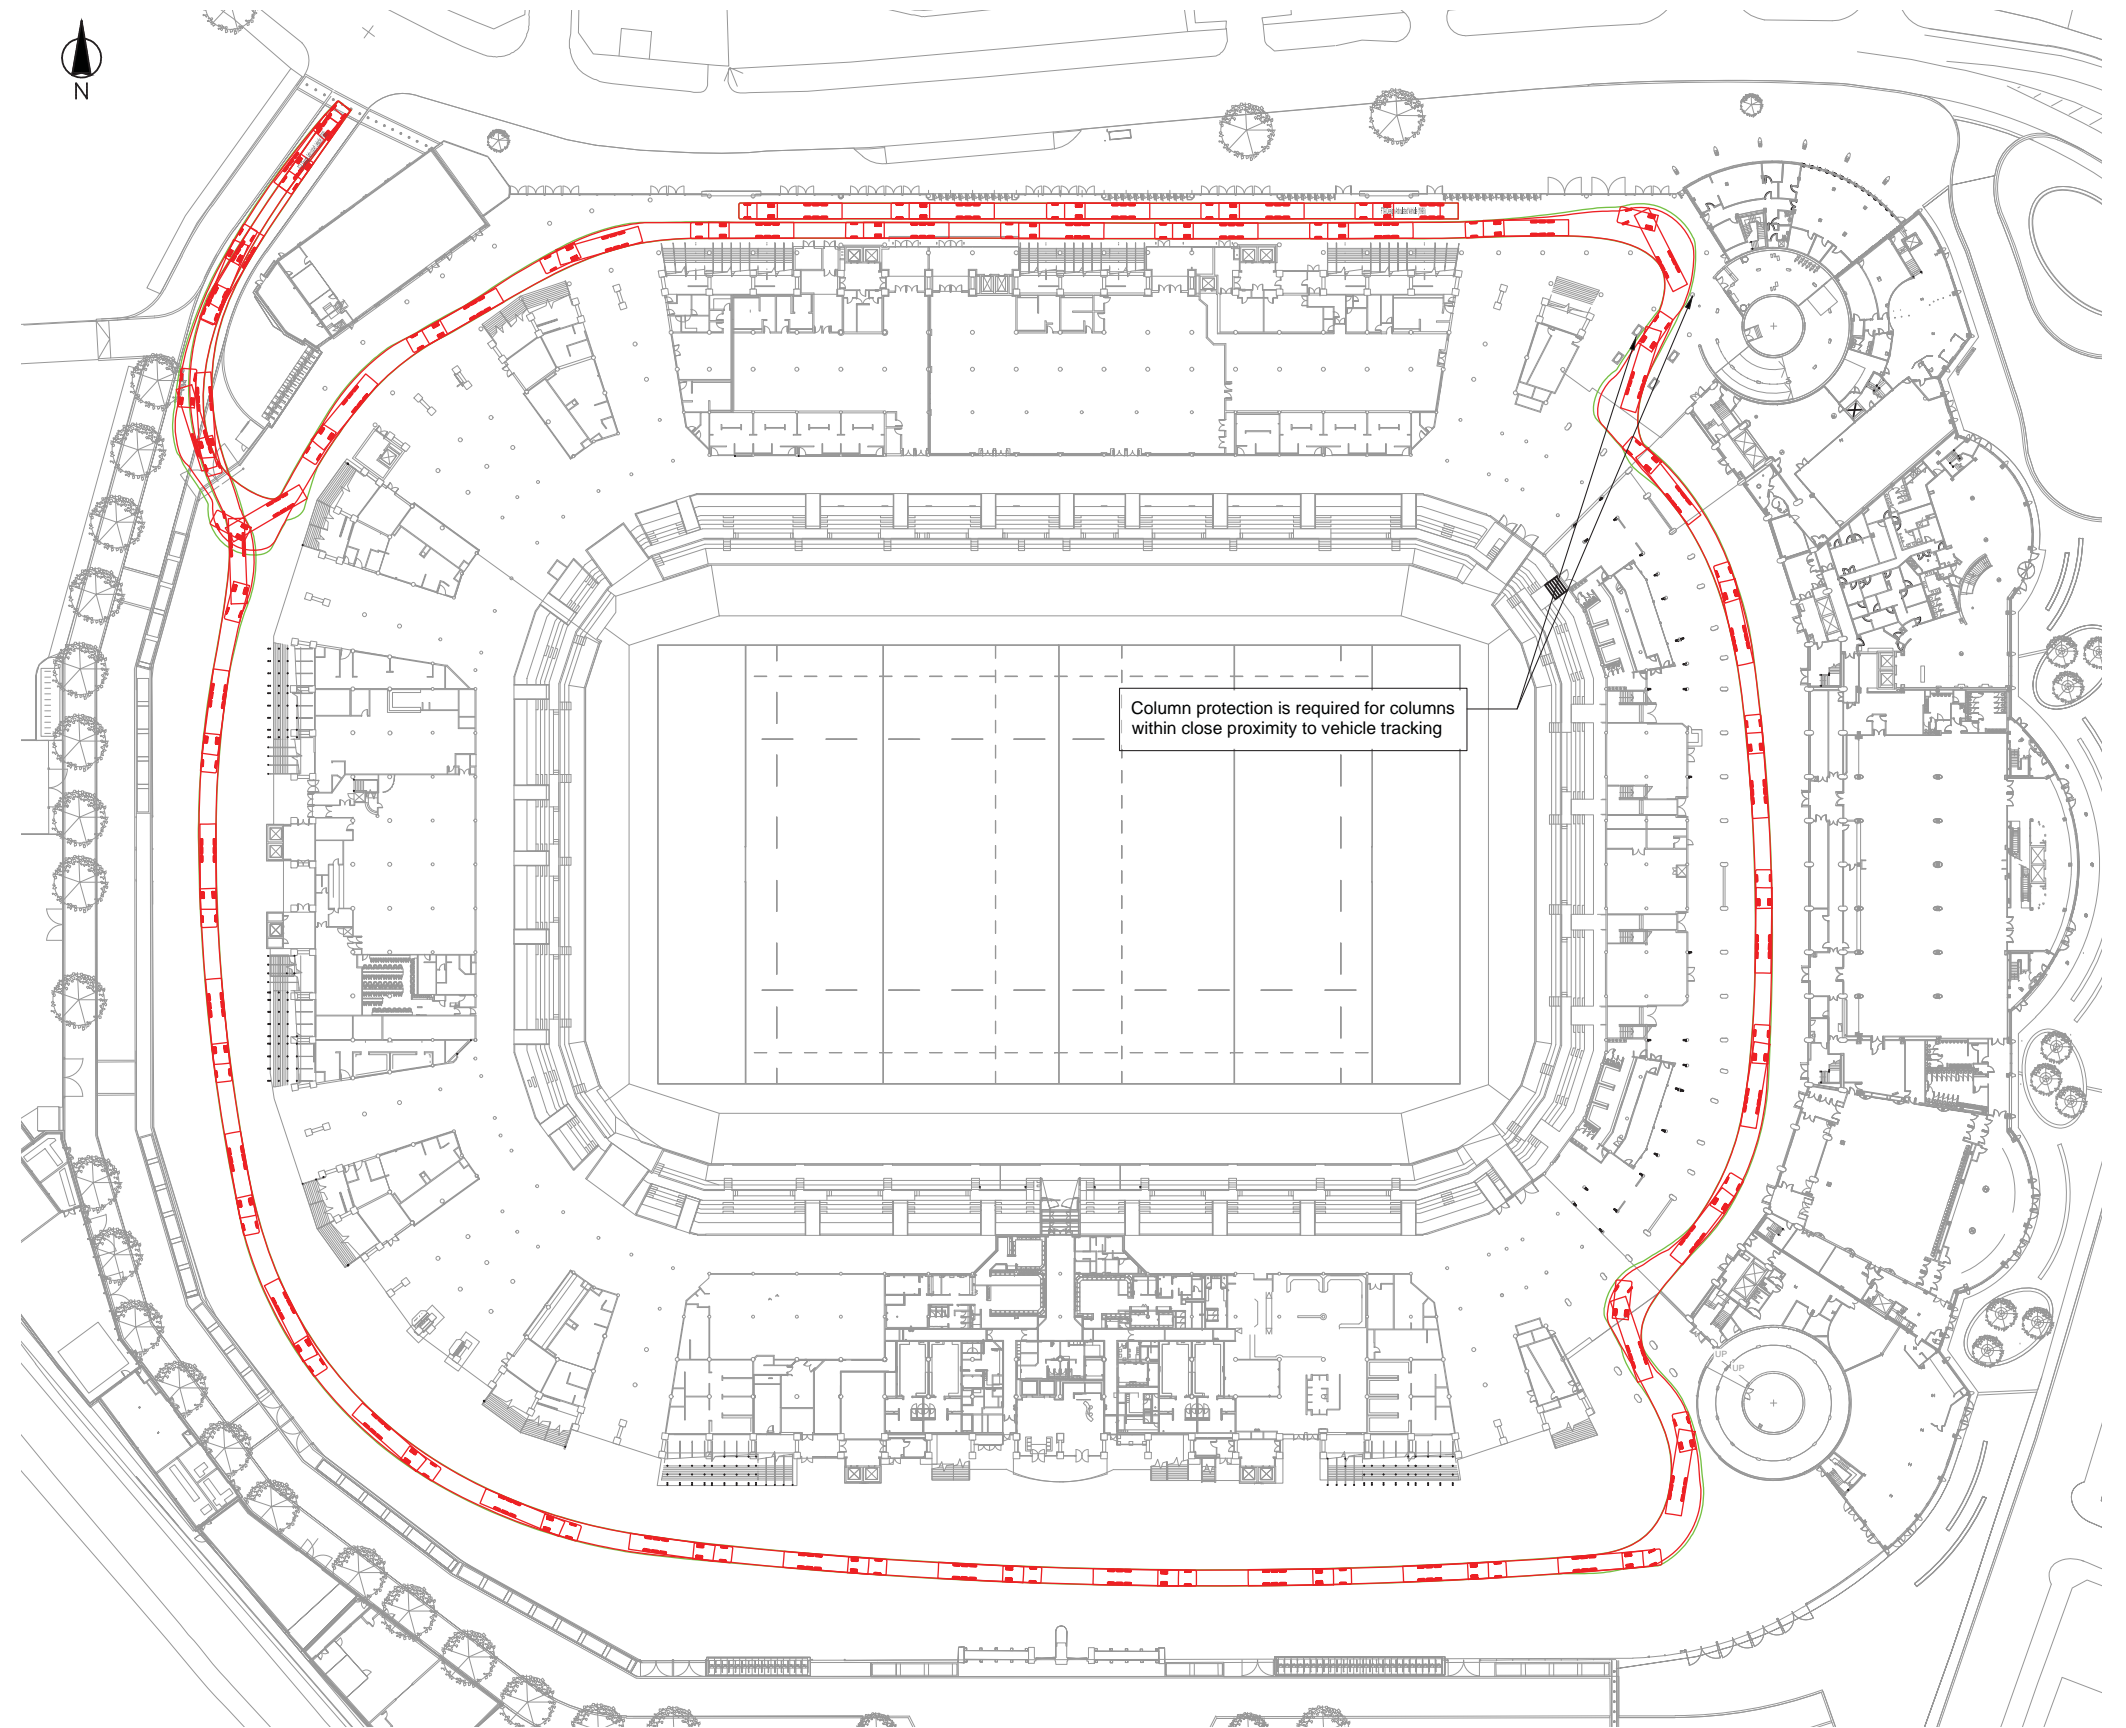 N
Column protection is required for columns
within close proximity to vehicle tracking
UP
UP